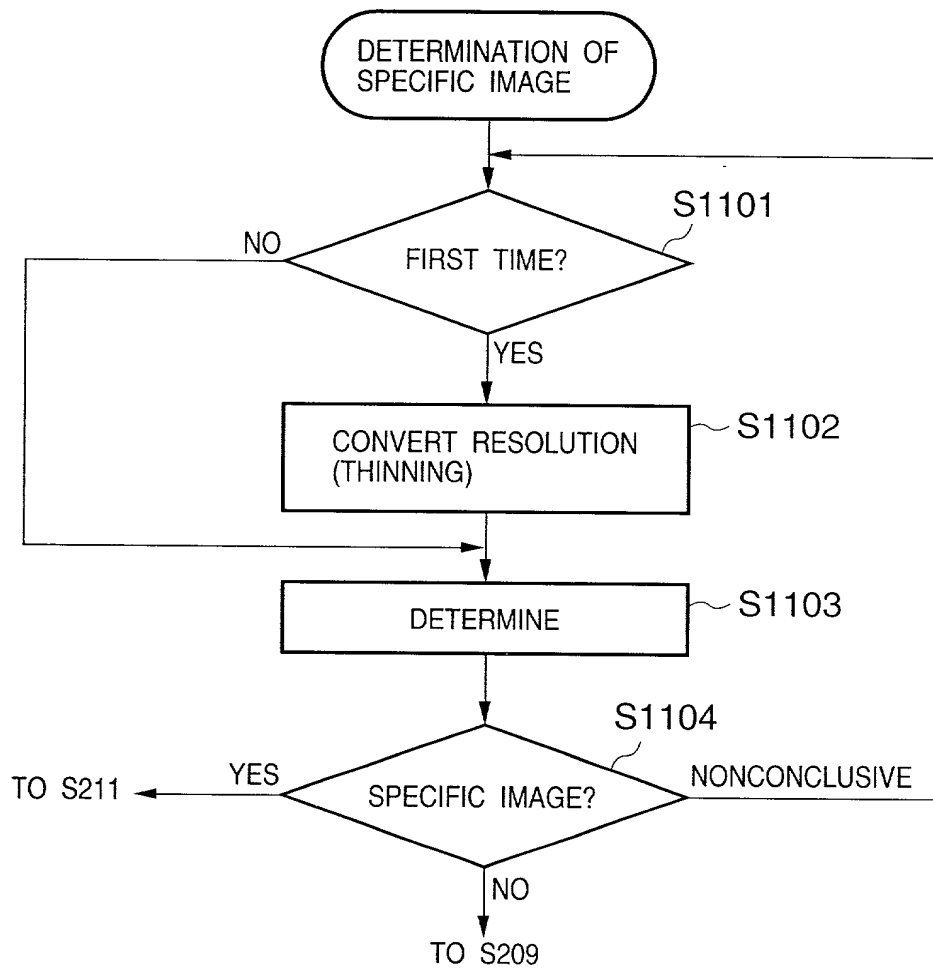 DETERMINATION OF
SPECIFIC IMAGE
S1101
NO
FIRST TIME?
YES
CONVERT RESOLUTION
(THINNING)
S1102
DETERMINE
S1103
S1104
TO S211
YES
SPECIFIC IMAGE?
NONCONCLUSIVE
NO
TO S209